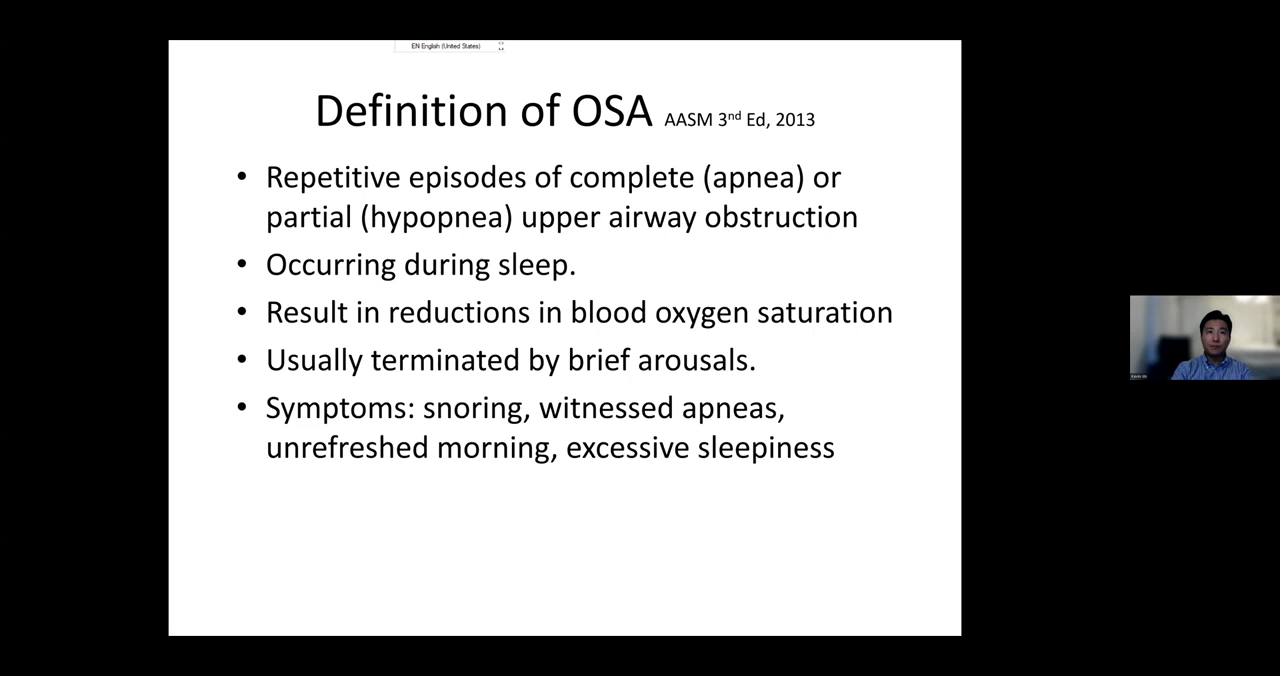 EN English (United States)
Definition of OSA AASM 3nd Ed, 2013
• Repetitive episodes of complete (apnea) or
partial (hypopnea) upper airway obstruction
• Occurring during sleep.
• Result in reductions in blood oxygen saturation
• Usually terminated by brief arousals.
• Symptoms: snoring, witnessed apneas,
unrefreshed morning, excessive sleepiness